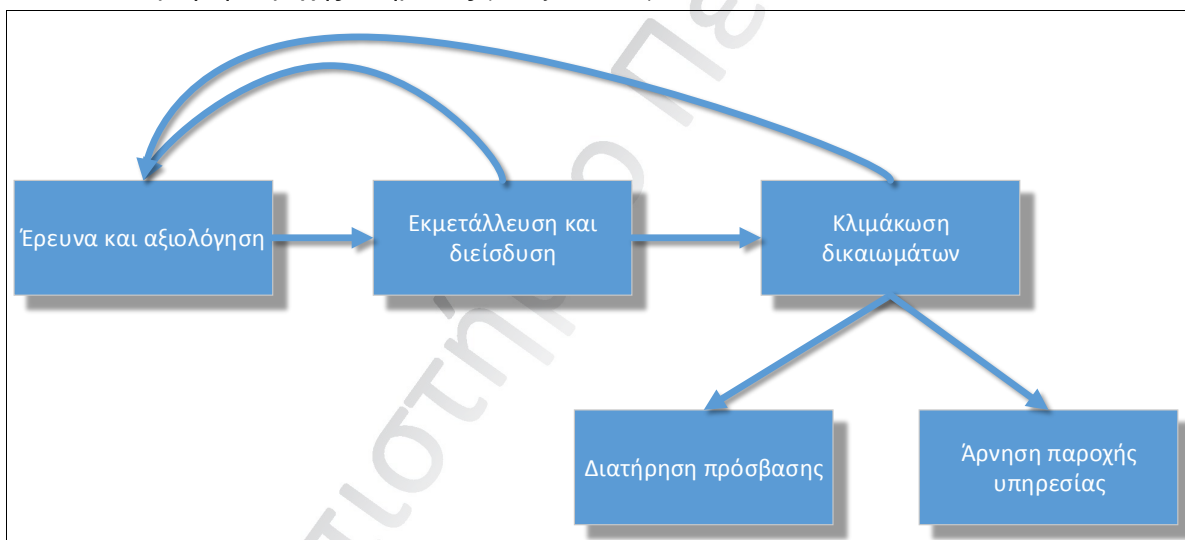 Έρευνα και αξιολόγηση
Εκμετάλλευση και
διείσδυση
Κλιμάκωση
δικαιωμάτων
Διατήρηση πρόσβασης
Άρνηση παροχής
υπηρεσίας